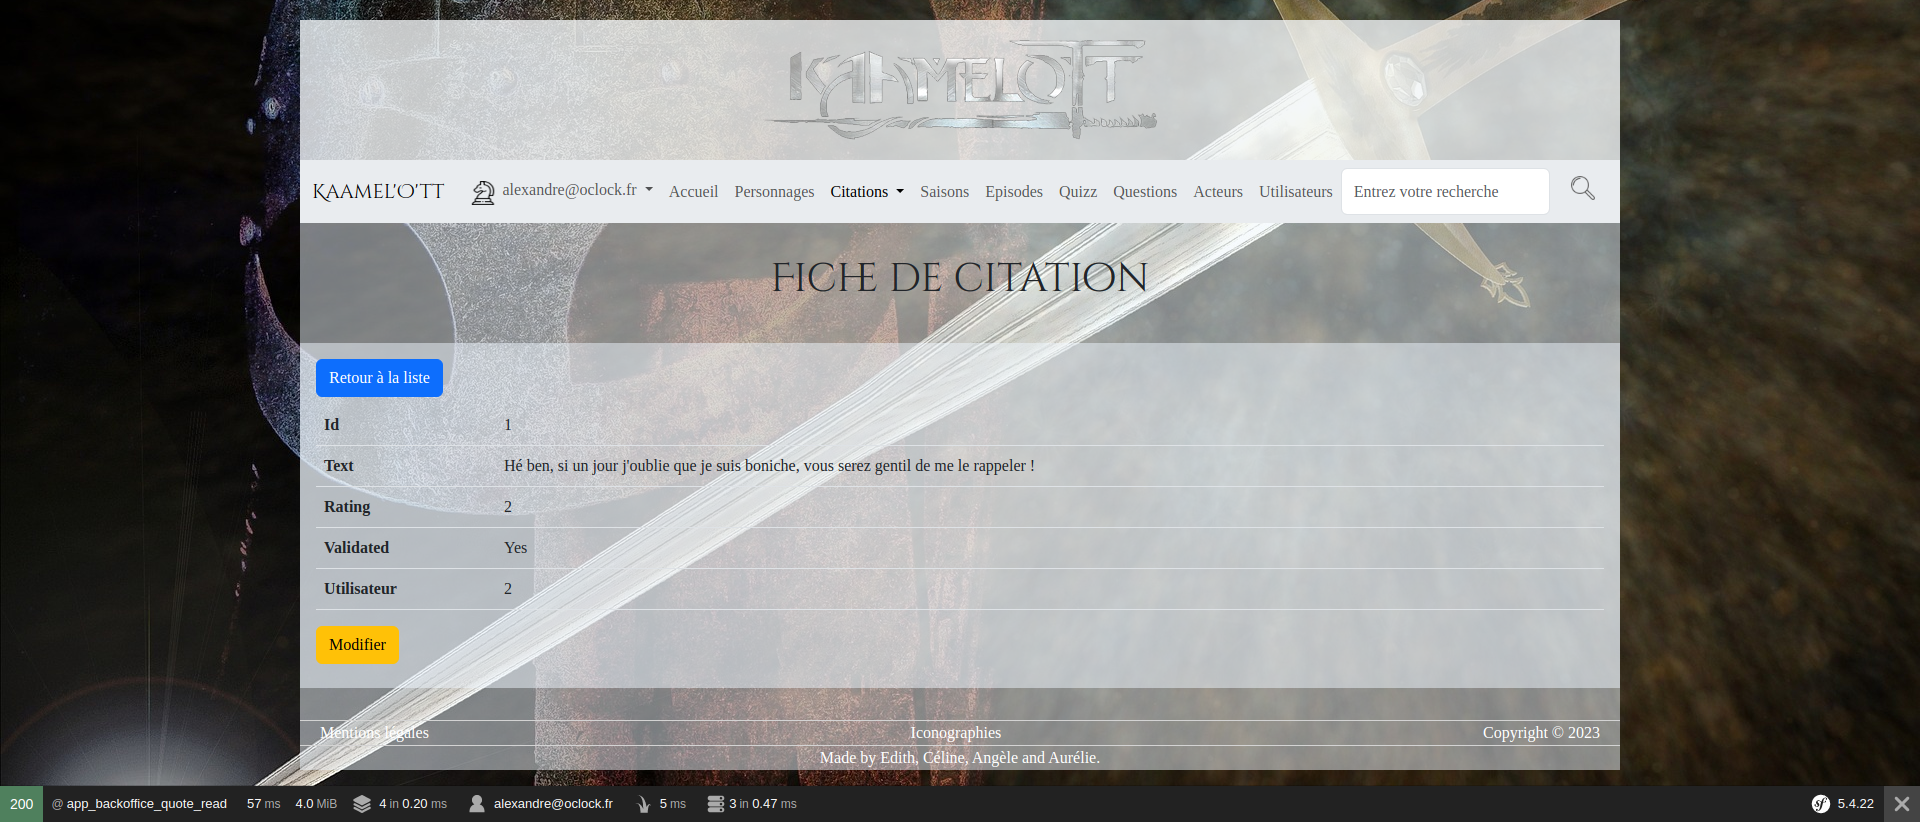 KAAMELOTT
KAAMEL'O'TT
alexandre@oclock.fr
Accueil
Personnages
Citations
Saisons
Episodes
Quizz
Questions
Acteurs
Utilisateurs
Entrez votre recherche
FICHE DE CITATION
Retour à la liste
Id 1
Text Hé ben, si un jour j'oublie que je suis boniche, vous serez gentil de me le rappeler !
Rating 2
Validated Yes
Utilisateur 2
Modifier
Mentions légales Iconographies Copyright © 2023
Made by Edith, Céline, Angèle and Aurélie.
200 @ app_backoffice_quote_read 57 ms 4.0 MiB 4 in 0.20 ms alexandre@oclock.fr 5 ms 3 in 0.47 ms sf 5.4.22